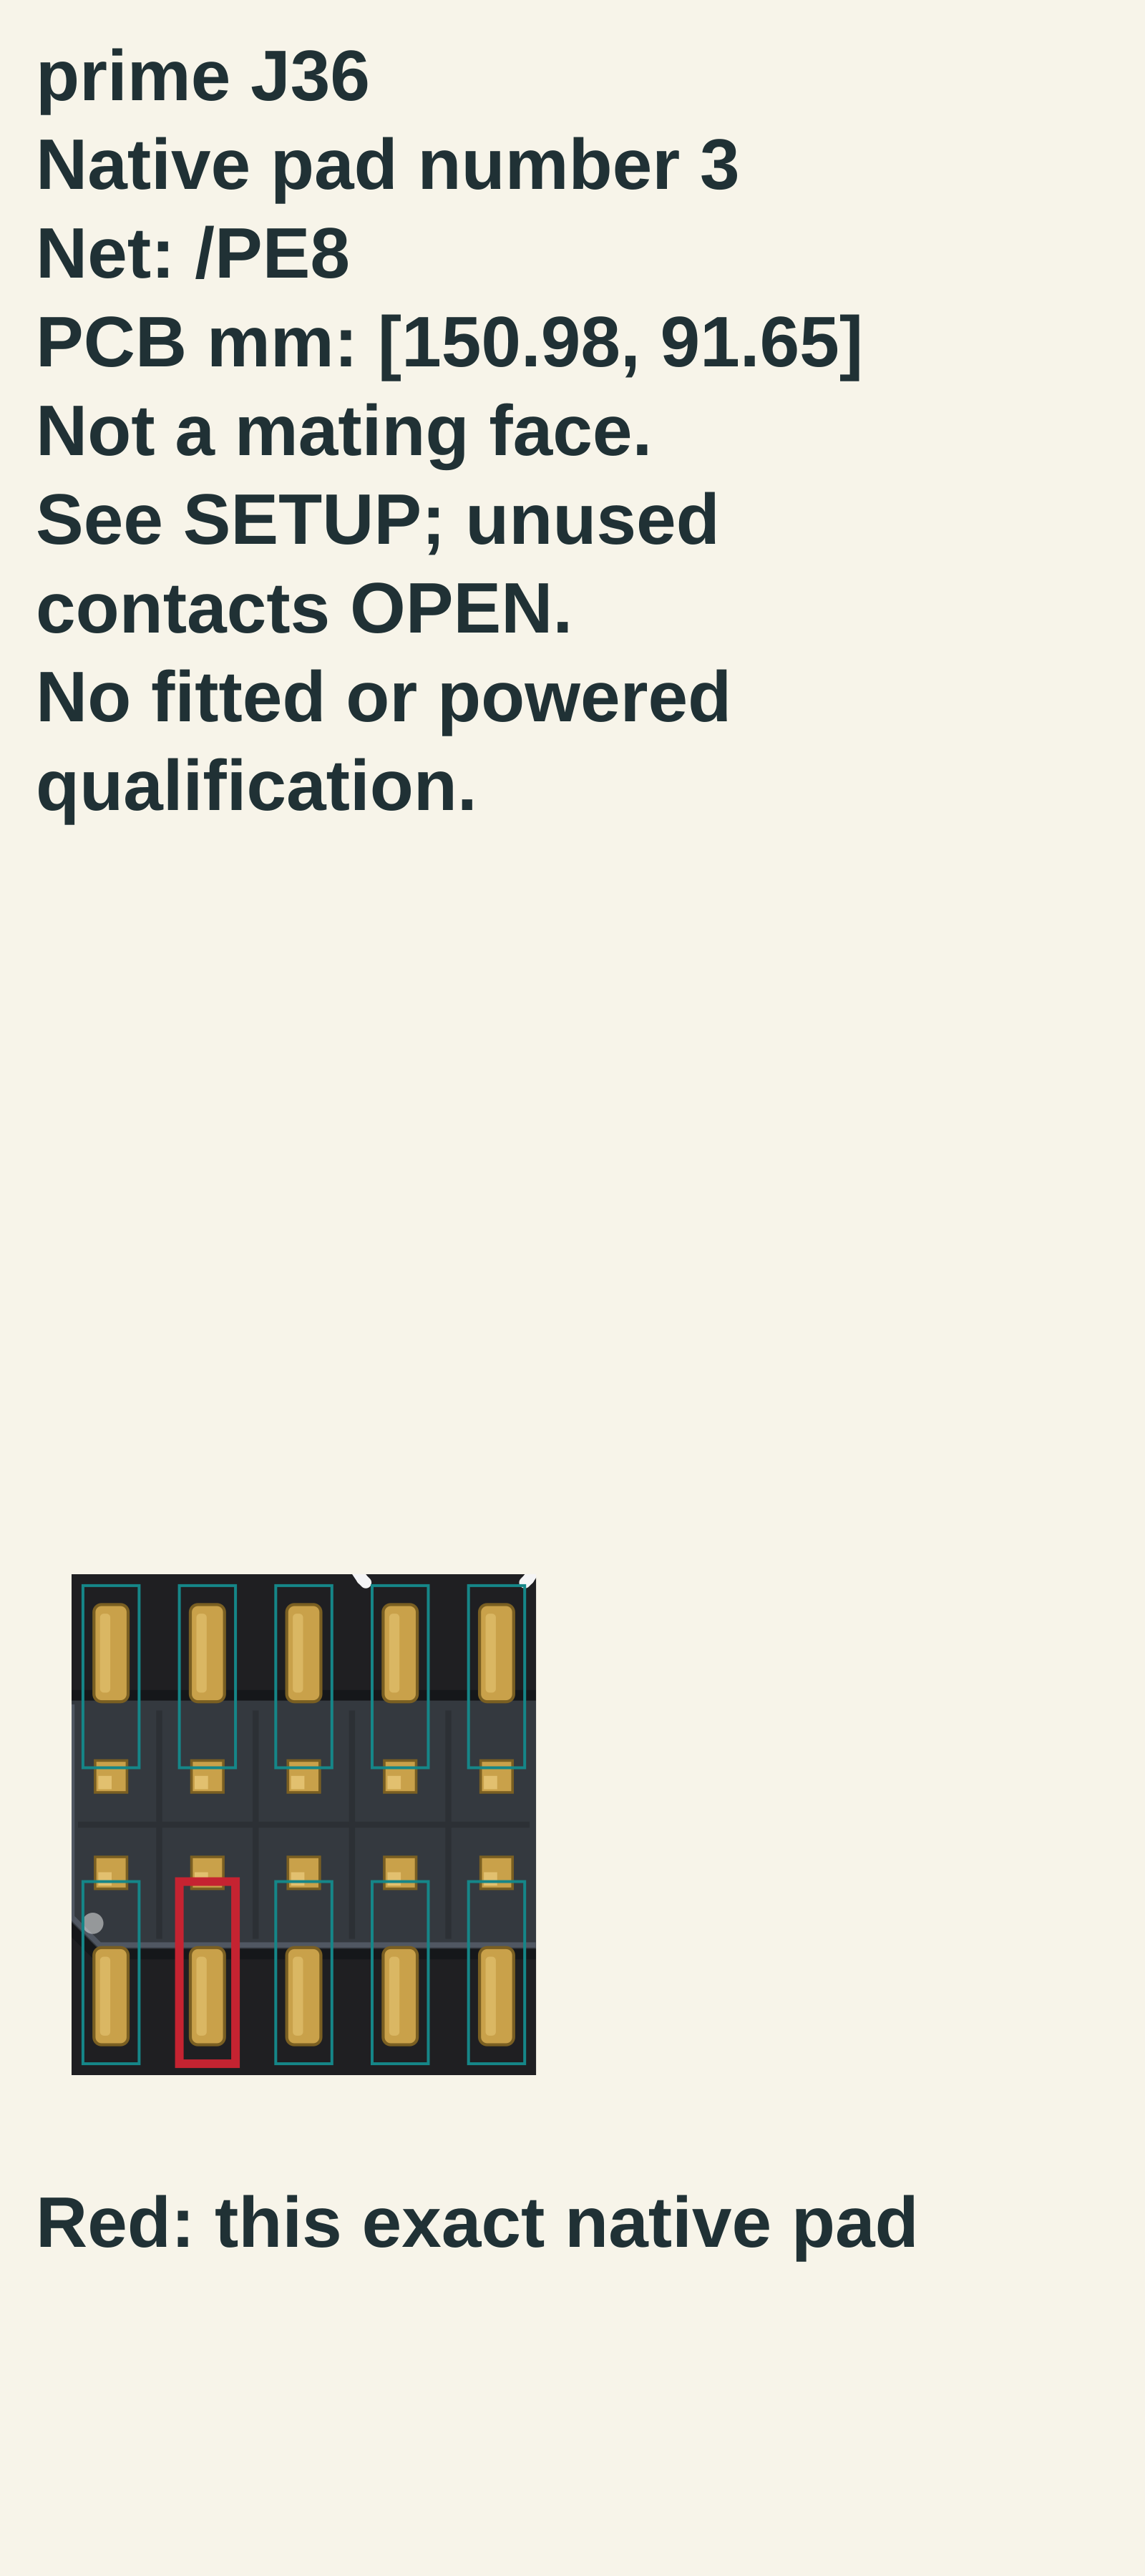 prime J36
Native pad number 3
Net: /PE8
PCB mm: [150.98, 91.65]
Not a mating face.
See SETUP; unused
contacts OPEN.
No fitted or powered
qualification.
Red: this exact native pad